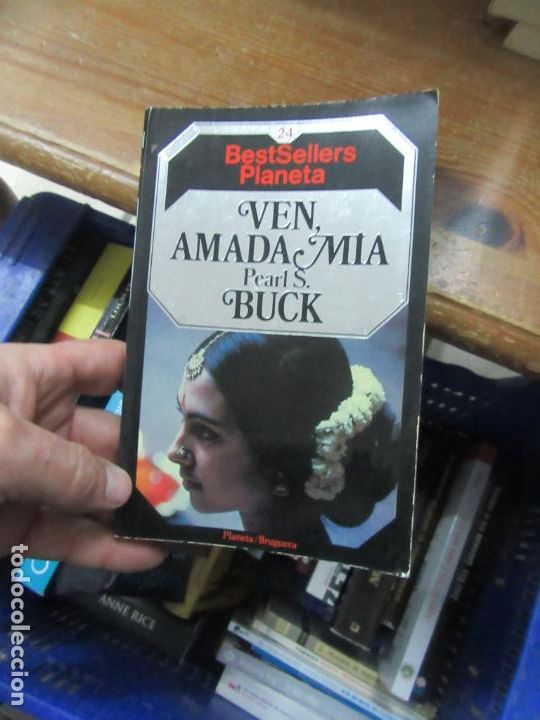 24
BestSellers
Planeta
VEN,
AMADA MÍA
Pearl S.
BUCK
Planeta/Bruguera
ANNE RICE
todocoleccion